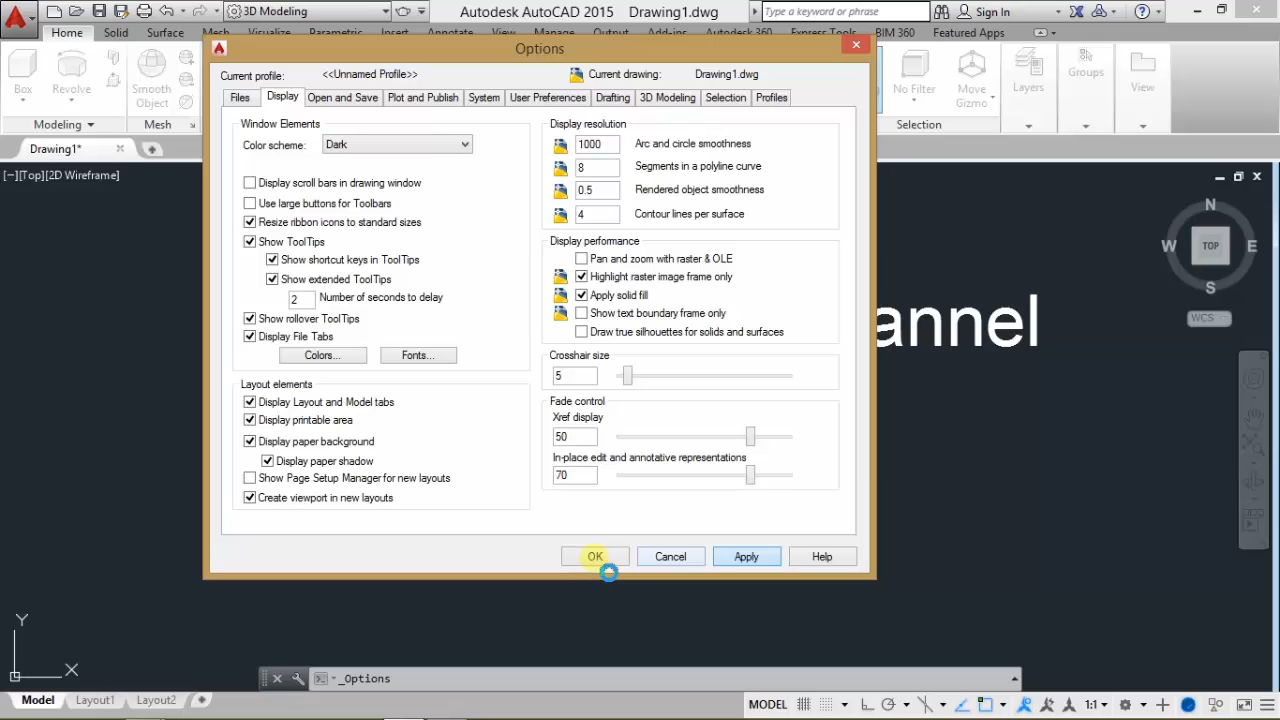 3D Modeling
Autodesk AutoCAD 2015 Drawing1.dwg
Type a keyword or phrase
Sign In
Home Solid Surface Mesh Visualize Parametric Insert Annotate View Manage Output Add-ins Autodesk 360 Express Tools BIM 360 Featured Apps
Box
Revolve
Smooth
Object
No Filter
Move
Gizmo
Layers
Groups
View
Modeling
Mesh
Selection
Drawing1*
[–][Top][2D Wireframe]
Options
Current profile: <<Unnamed Profile>> Current drawing: Drawing1.dwg
Files Display Open and Save Plot and Publish System User Preferences Drafting 3D Modeling Selection Profiles
Window Elements
Color scheme: Dark
Display scroll bars in drawing window
Use large buttons for Toolbars
Resize ribbon icons to standard sizes
Show ToolTips
Show shortcut keys in ToolTips
Show extended ToolTips
2 Number of seconds to delay
Show rollover ToolTips
Display File Tabs
Colors... Fonts...
Layout elements
Display Layout and Model tabs
Display printable area
Display paper background
Display paper shadow
Show Page Setup Manager for new layouts
Create viewport in new layouts
Display resolution
1000 Arc and circle smoothness
8 Segments in a polyline curve
0.5 Rendered object smoothness
4 Contour lines per surface
Display performance
Pan and zoom with raster & OLE
Highlight raster image frame only
Apply solid fill
Show text boundary frame only
Draw true silhouettes for solids and surfaces
Crosshair size
5
Fade control
Xref display
50
In-place edit and annotative representations
70
OK Cancel Apply Help
annel
N
W TOP E
S
WCS
Y
X
_Options
Model Layout1 Layout2
MODEL
1:1